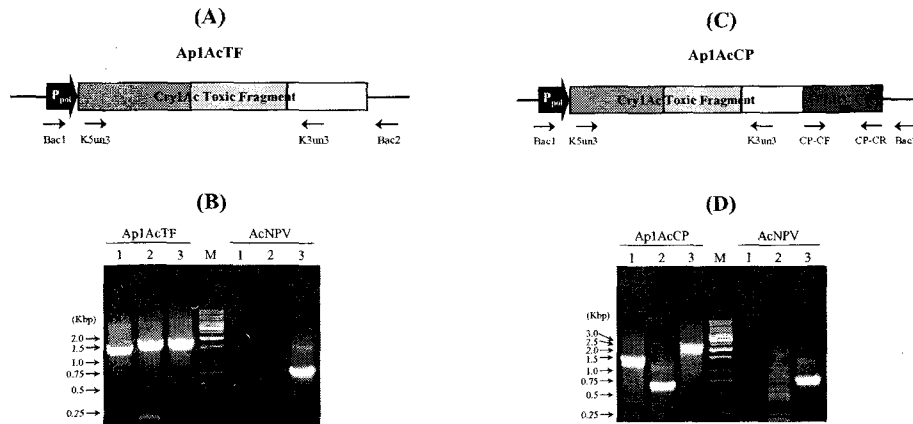 (A)
Ap1AcTF
Ppol
Cry1Ac Toxic Fragment
Bac1
K5un3
K3un3
Bac2
(B)
Ap1AcTF
AcNPV
1 2 3 M 1 2 3
(Kbp)
2.0
1.5
1.0
0.75
0.5
0.25
(C)
Ap1AcCP
Ppol
Cry1Ac Toxic Fragment
Bac1
K5un3
K3un3
CP-CF
CP-CR
Bac2
(D)
Ap1AcCP
AcNPV
1 2 3 M 1 2 3
(Kbp)
3.0
2.5
2.0
1.5
1.0
0.75
0.5
0.25